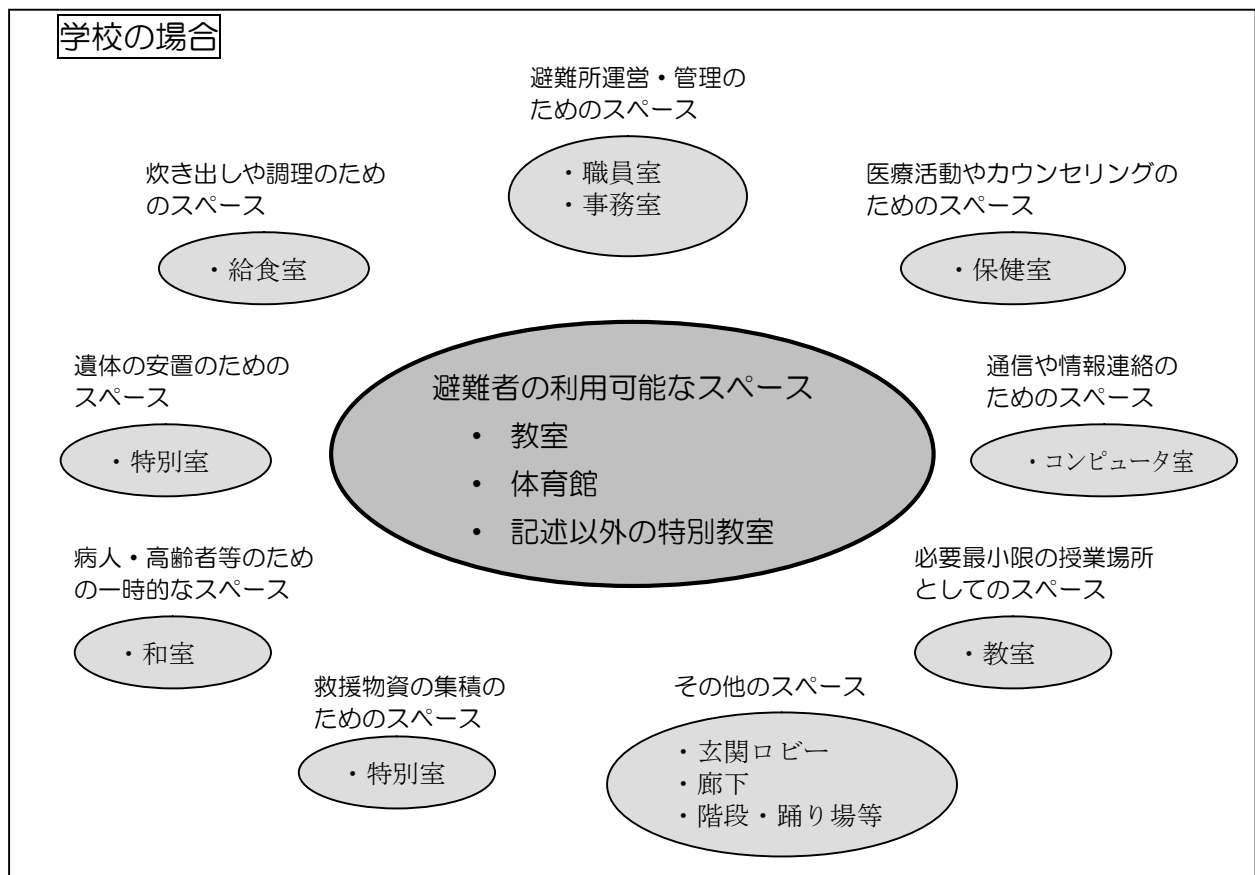 学校の場合
避難所運営・管理の
ためのスペース
・職員室
・事務室
炊き出しや調理のため
のスペース
・給食室
医療活動やカウンセリングの
ためのスペース
・保健室
遺体の安置のための
スペース
・特別室
避難者の利用可能なスペース
・ 教室
・ 体育館
・ 記述以外の特別教室
通信や情報連絡の
ためのスペース
・コンピュータ室
病人・高齢者等のため
の一時的なスペース
・和室
必要最小限の授業場所
としてのスペース
・教室
救援物資の集積の
ためのスペース
・特別室
その他のスペース
・玄関ロビー
・廊下
・階段・踊り場等